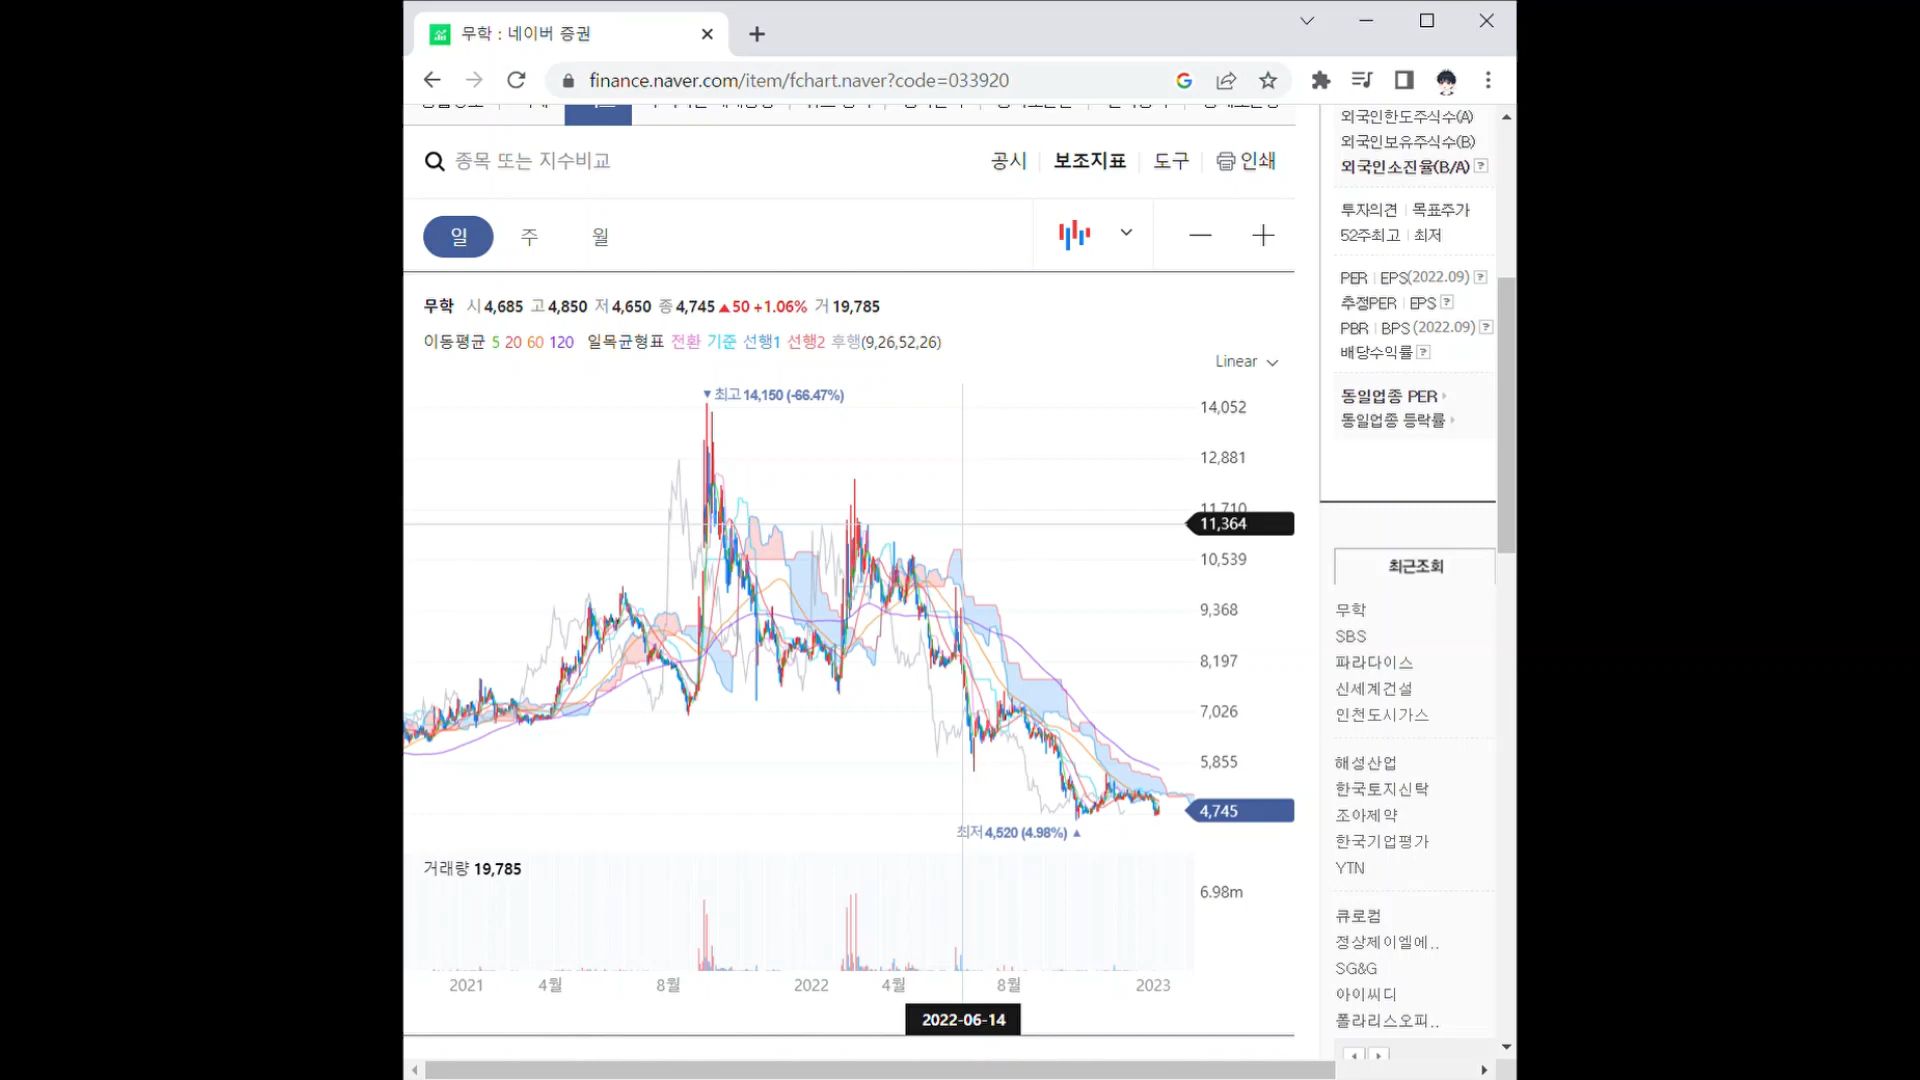 무학 : 네이버 증권
finance.naver.com/item/fchart.naver?code=033920
종목 또는 지수비교
공시 보조지표 도구 인쇄
일 주 월
무학 시 4,685 고 4,850 저 4,650 종 4,745 ▲50 +1.06% 거 19,785
이동평균 5 20 60 120 일목균형표 전환 기준 선행1 선행2 후행(9,26,52,26)
Linear
▼최고 14,150 (-66.47%)
14,052
12,881
11,710
11,364
10,539
9,368
8,197
7,026
5,855
4,745
최저 4,520 (4.98%) ▲
거래량 19,785
6.98m
2021 4월 8월 2022 4월 8월 2023
2022-06-14
외국인한도주식수(A)
외국인보유주식수(B)
외국인소진율(B/A) ?
투자의견 | 목표주가
52주최고 | 최저
PER | EPS(2022.09) ?
추정PER | EPS ?
PBR | BPS (2022.09) ?
배당수익률 ?
동일업종 PER
동일업종 등락률
최근조회
무학
SBS
파라다이스
신세계건설
인천도시가스
해성산업
한국토지신탁
조아제약
한국기업평가
YTN
큐로컴
정상제이엘에..
SG&G
아이씨디
폴라리스오피..